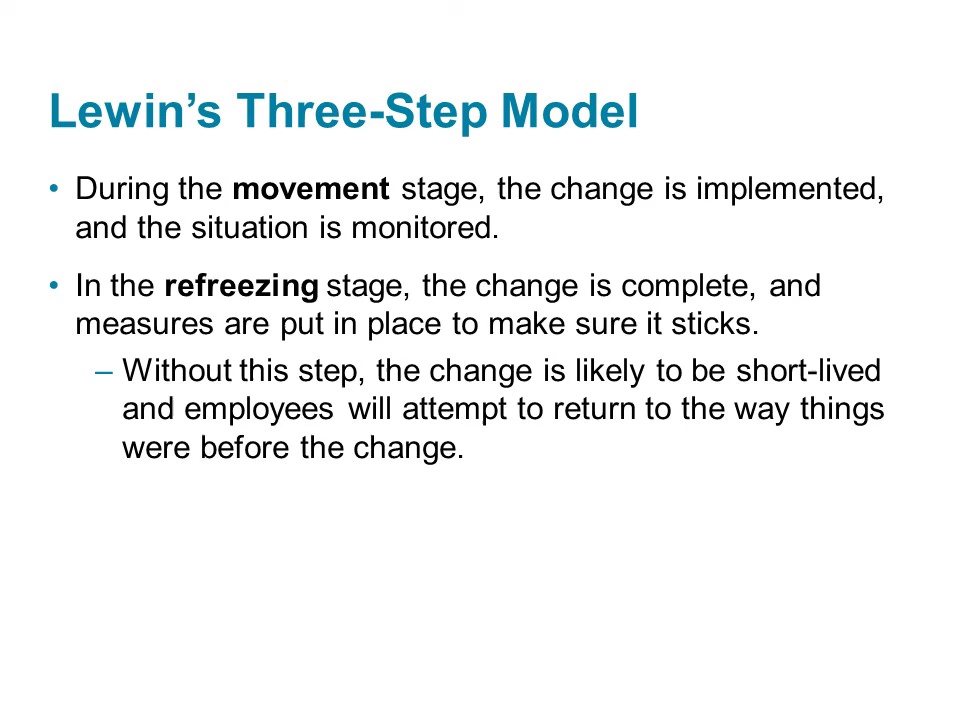 Lewin’s Three-Step Model
• During the movement stage, the change is implemented,
and the situation is monitored.
• In the refreezing stage, the change is complete, and
measures are put in place to make sure it sticks.
– Without this step, the change is likely to be short-lived
and employees will attempt to return to the way things
were before the change.